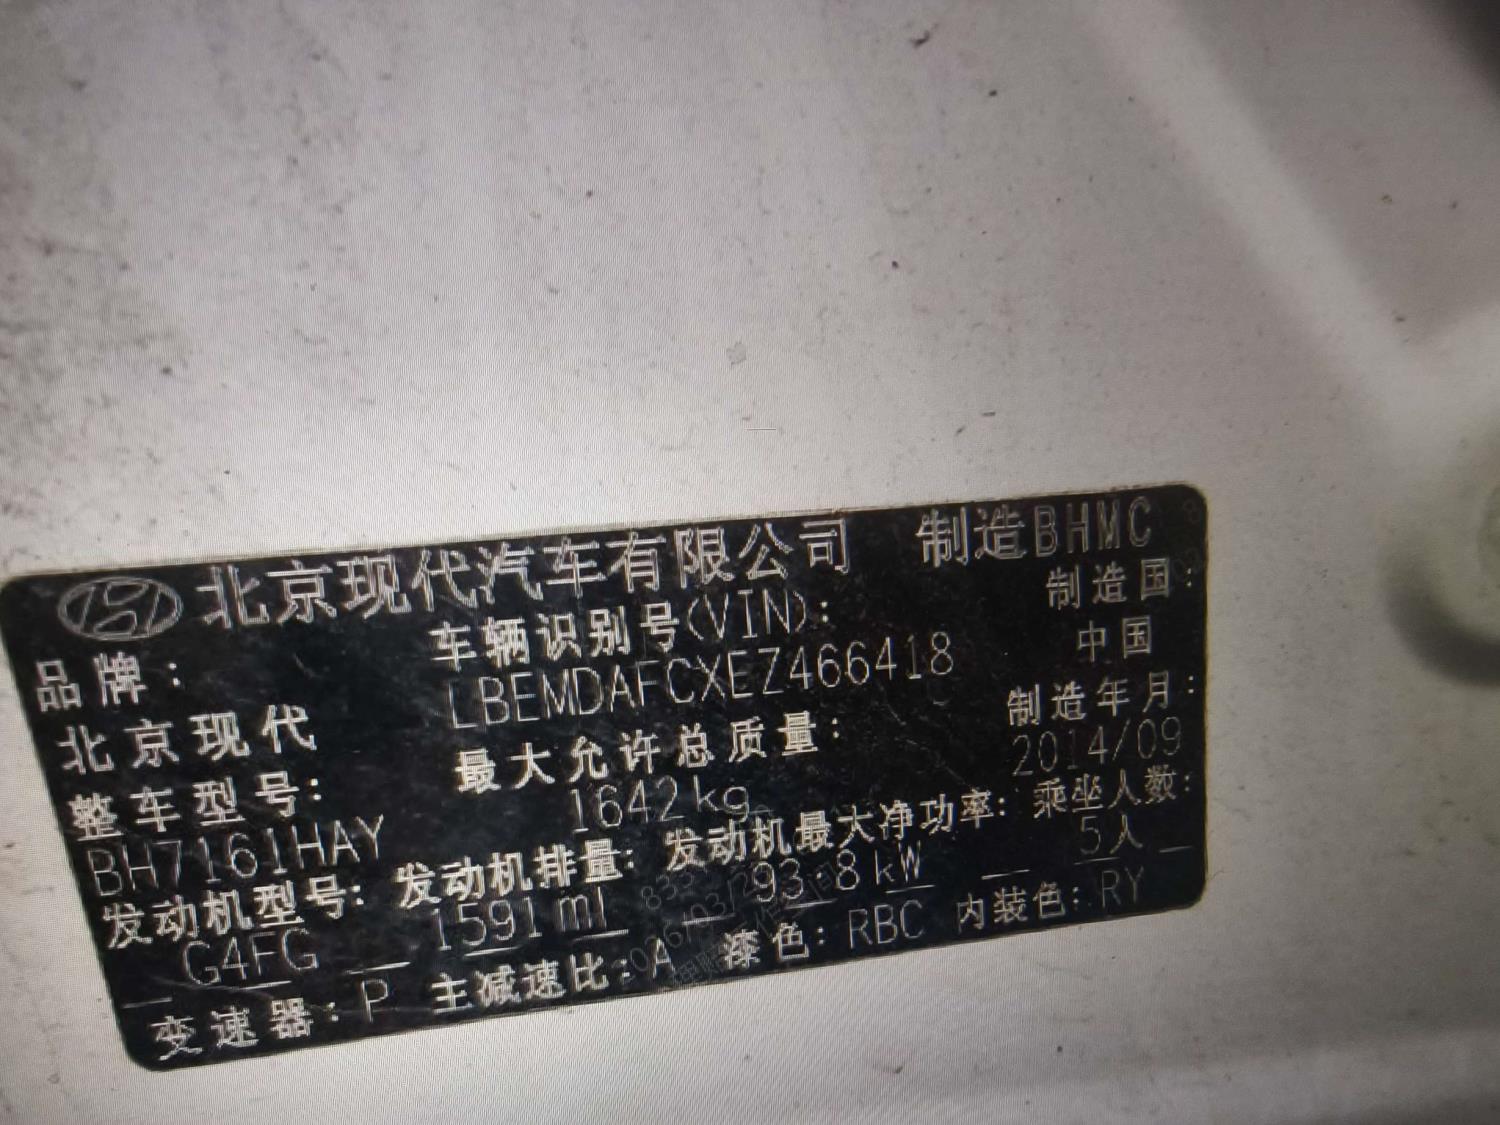 北京现代汽车有限公司 制造BHMC
品牌: 车辆识别号(VIN): 制造国:
北京现代 LBEMDAFCXEZ466418 中国
整车型号: 最大允许总质量: 制造年月:
BH7161HAY 1642kg 2014/09
发动机型号: 发动机排量: 发动机最大净功率: 乘坐人数:
G4FG 1591ml 93.8kW 5人
变速器: P 主减速比: A 漆色: RBC 内装色: RY